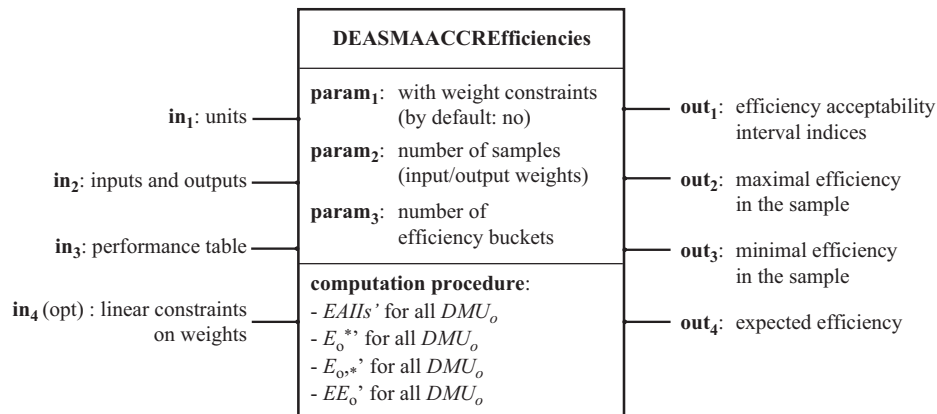 DEASMAACCREfficiencies
in₁: units
in₂: inputs and outputs
in₃: performance table
in₄ (opt) : linear constraints
on weights
param₁: with weight constraints
(by default: no)
param₂: number of samples
(input/output weights)
param₃: number of
efficiency buckets
computation procedure:
- EAIIs’ for all DMUₒ
- Eₒ*’ for all DMUₒ
- Eₒ,*’ for all DMUₒ
- EEₒ’ for all DMUₒ
out₁: efficiency acceptability
interval indices
out₂: maximal efficiency
in the sample
out₃: minimal efficiency
in the sample
out₄: expected efficiency